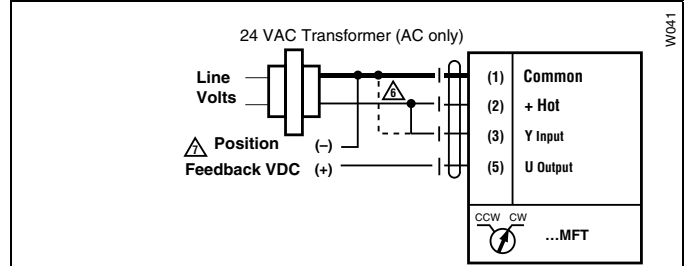 W041
24 VAC Transformer (AC only)
Line
Volts
(1) Common
6
(2) + Hot
(3) Y Input
7 Position (–)
Feedback VDC (+)
(5) U Output
CCW CW
...MFT